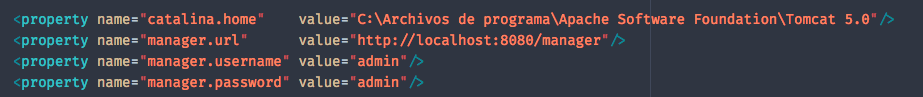 <property name="catalina.home"    value="C:\Archivos de programa\Apache Software Foundation\Tomcat 5.0"/>
<property name="manager.url"      value="http://localhost:8080/manager"/>
<property name="manager.username" value="admin"/>
<property name="manager.password" value="admin"/>